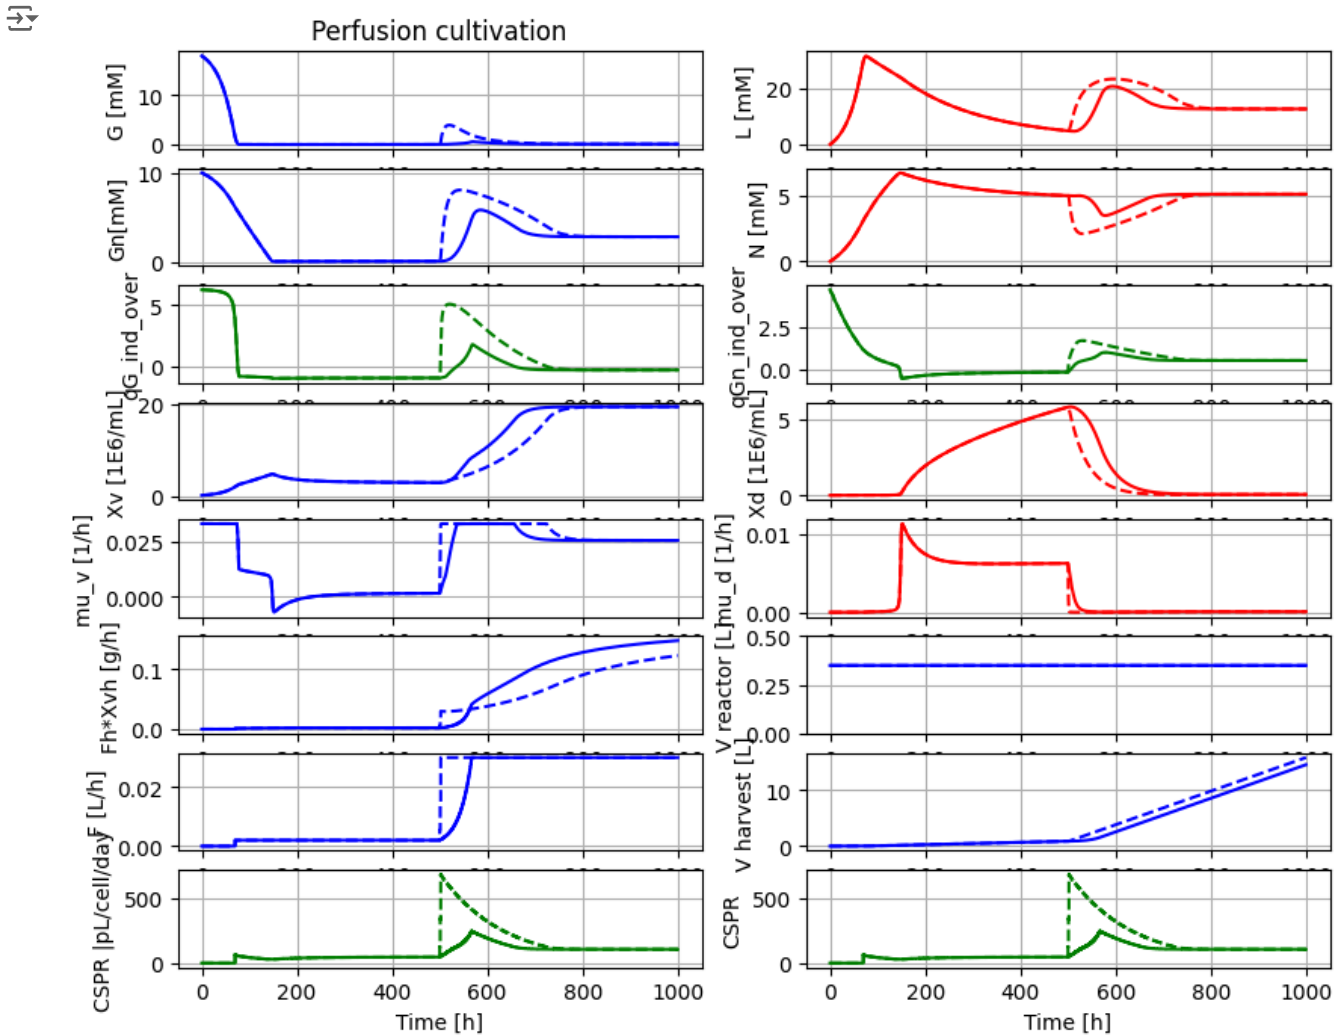 Perfusion cultivation
G [mM]
10
0
L [mM]
20
0
Gn[mM]
10
0
N [mM]
5
0
qG_ind_over
5
0
qGn_ind_over
2.5
0.0
Xv [1E6/mL]
20
0
Xd [1E6/mL]
5
0
mu_v [1/h]
0.025
0.000
mu_d [1/h]
0.01
0.00
Fh*Xvh [g/h]
0.1
0.0
V reactor [L]
0.50
0.25
0.00
F [L/h]
0.02
0.00
V harvest [L]
10
0
CSPR |pL/cell/day
500
0
CSPR
500
0
0 200 400 600 800 1000
0 200 400 600 800 1000
Time [h]
Time [h]